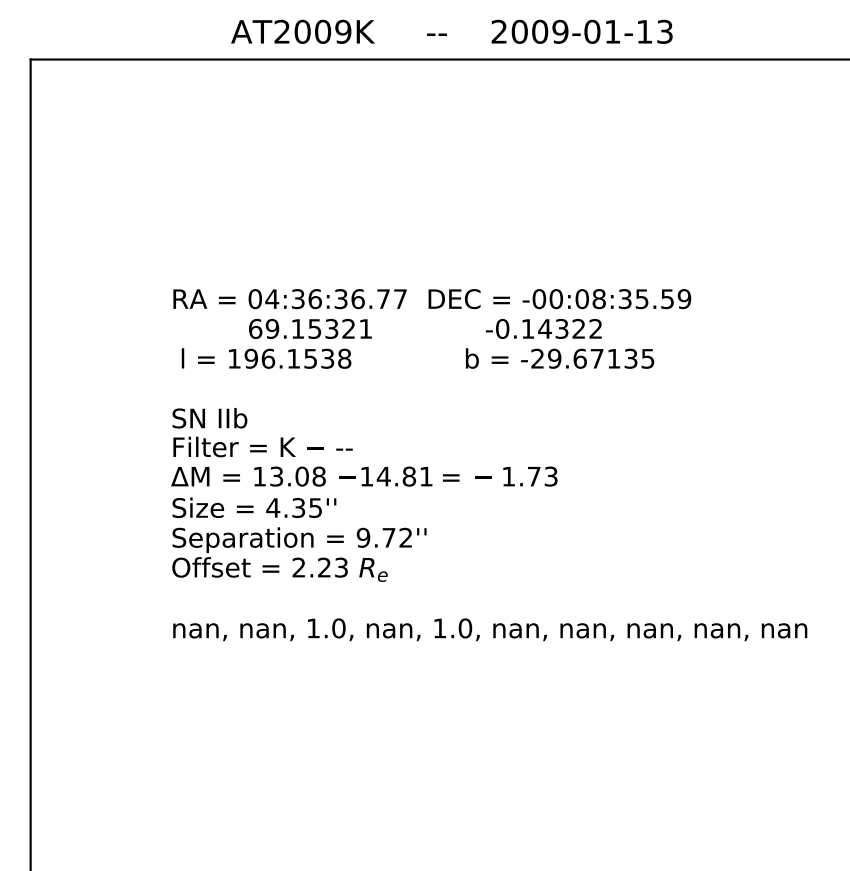 AT2009K -- 2009-01-13
RA = 04:36:36.77 DEC = -00:08:35.59
69.15321 -0.14322
l = 196.1538 b = -29.67135
SN IIb
Filter = K − --
ΔM = 13.08 −14.81 = − 1.73
Size = 4.35''
Separation = 9.72''
Offset = 2.23 Rₑ
nan, nan, 1.0, nan, 1.0, nan, nan, nan, nan, nan